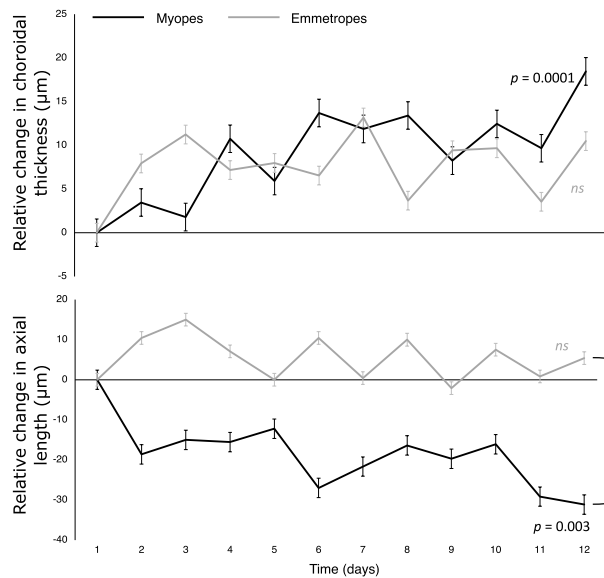 Myopes
Emmetropes
Relative change in choroidal
thickness (µm)
25
20
15
10
5
0
-5
p = 0.0001
ns
Relative change in axial
length (µm)
20
10
0
-10
-20
-30
-40
ns
p = 0.003
1 2 3 4 5 6 7 8 9 10 11 12
Time (days)